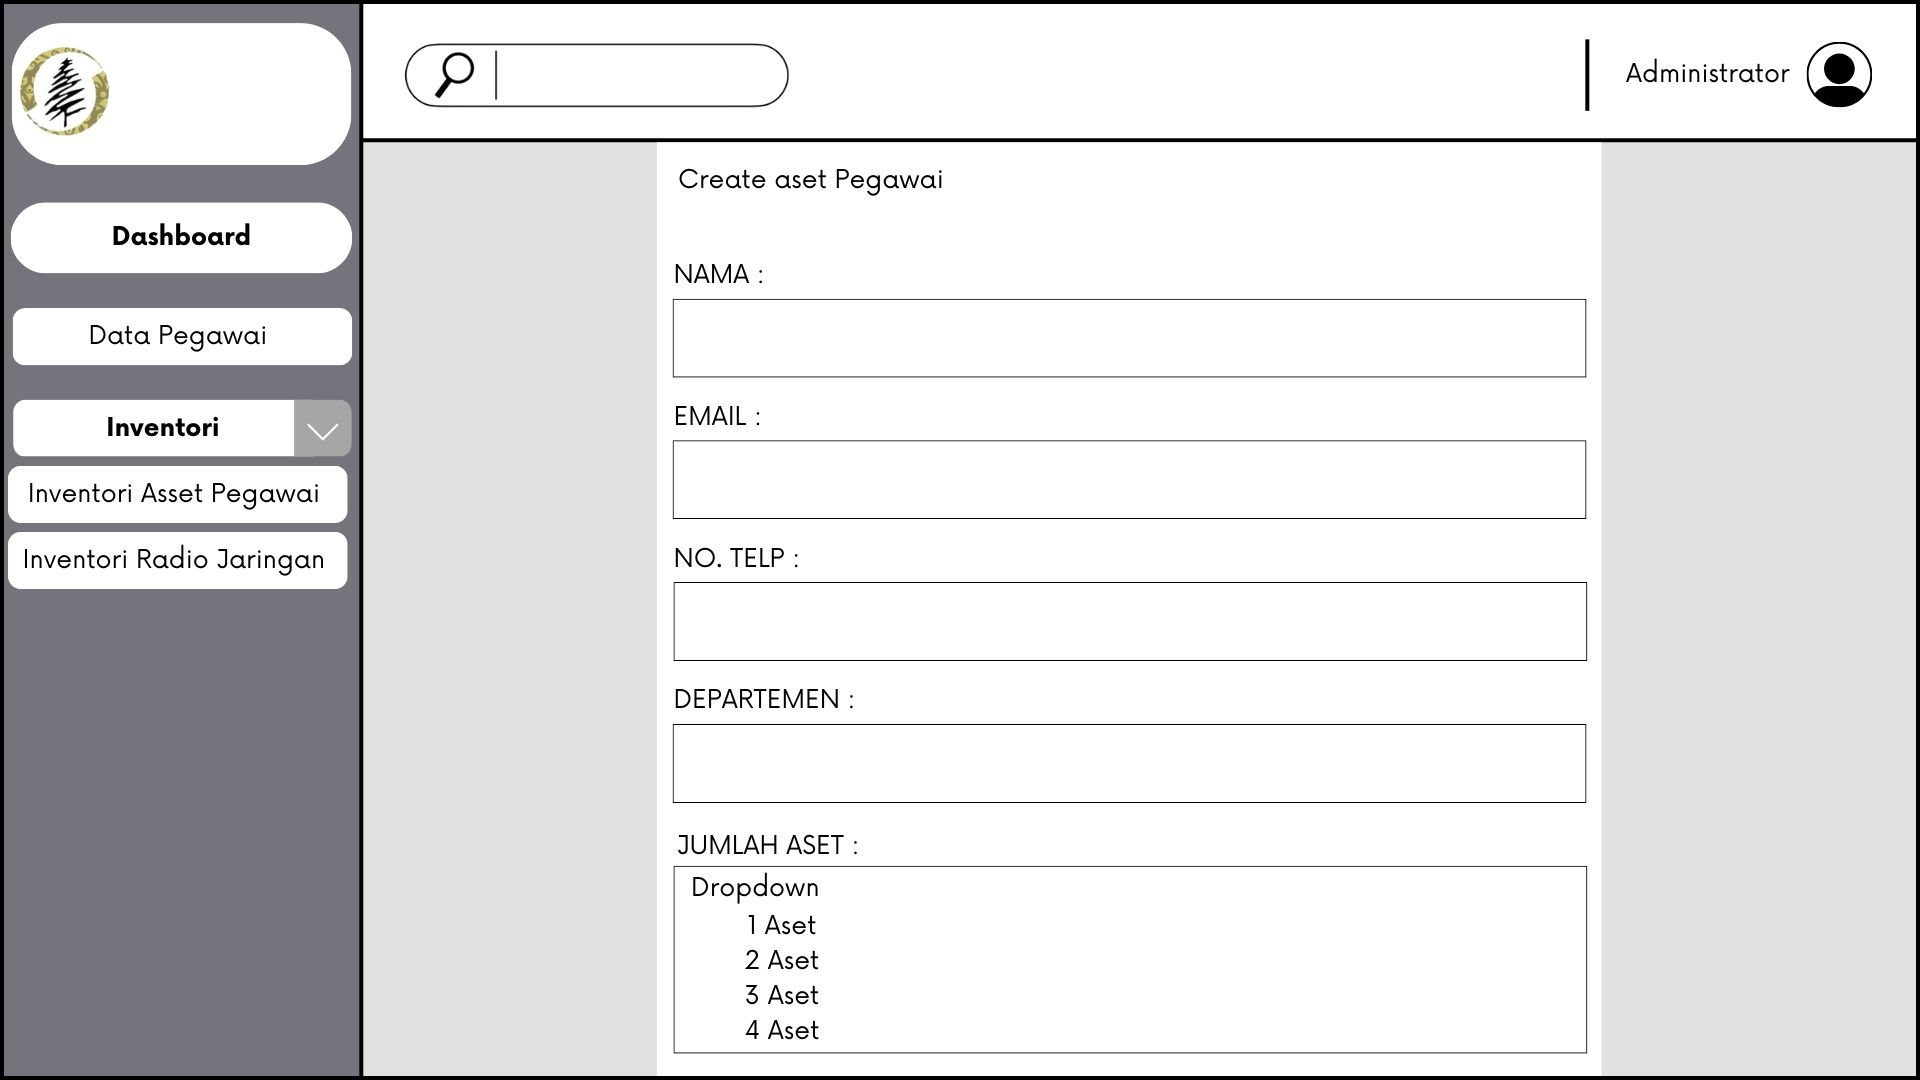 Administrator
Dashboard
Data Pegawai
Inventori
Inventori Asset Pegawai
Inventori Radio Jaringan
Create aset Pegawai
NAMA :
EMAIL :
NO. TELP :
DEPARTEMEN :
JUMLAH ASET :
Dropdown
1 Aset
2 Aset
3 Aset
4 Aset